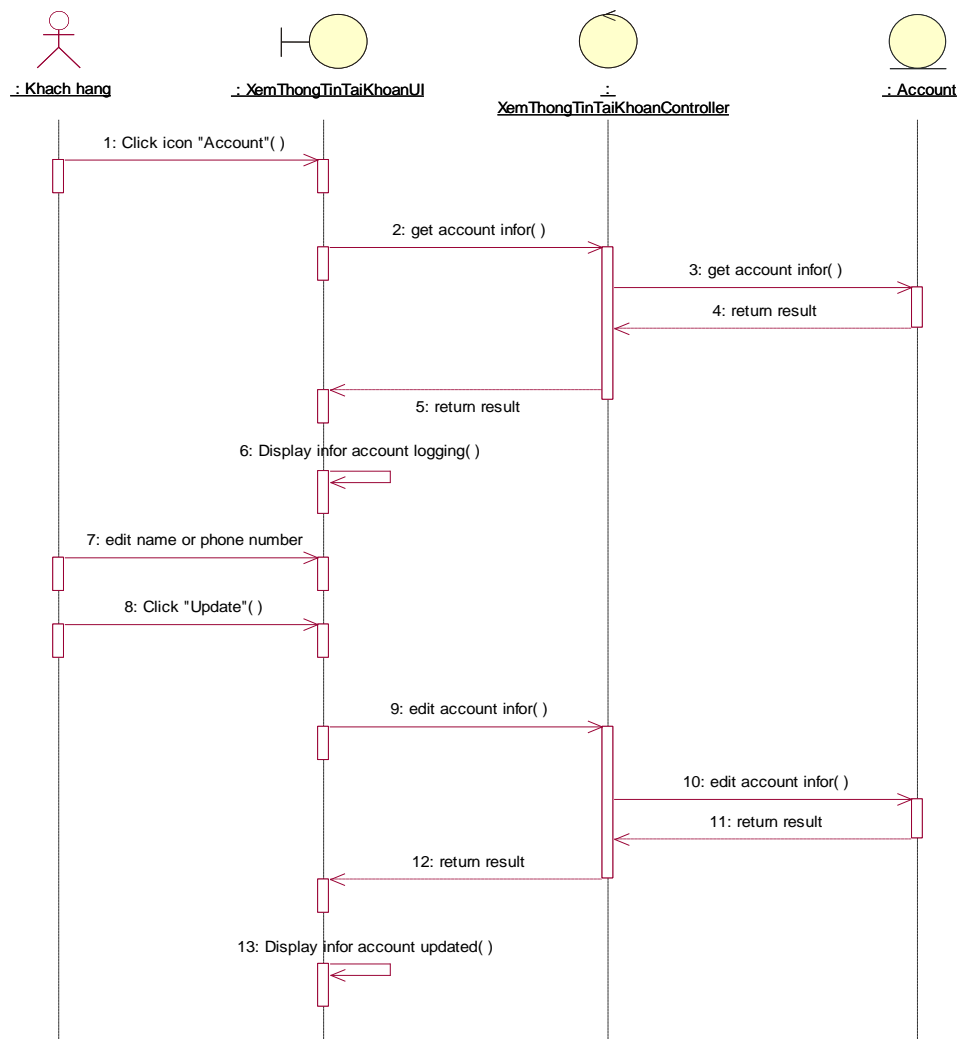 : Khach hang
: XemThongTinTaiKhoanUI
:
XemThongTinTaiKhoanController
: Account
1: Click icon "Account"( )
2: get account infor( )
3: get account infor( )
4: return result
5: return result
6: Display infor account logging( )
7: edit name or phone number
8: Click "Update"( )
9: edit account infor( )
10: edit account infor( )
11: return result
12: return result
13: Display infor account updated( )